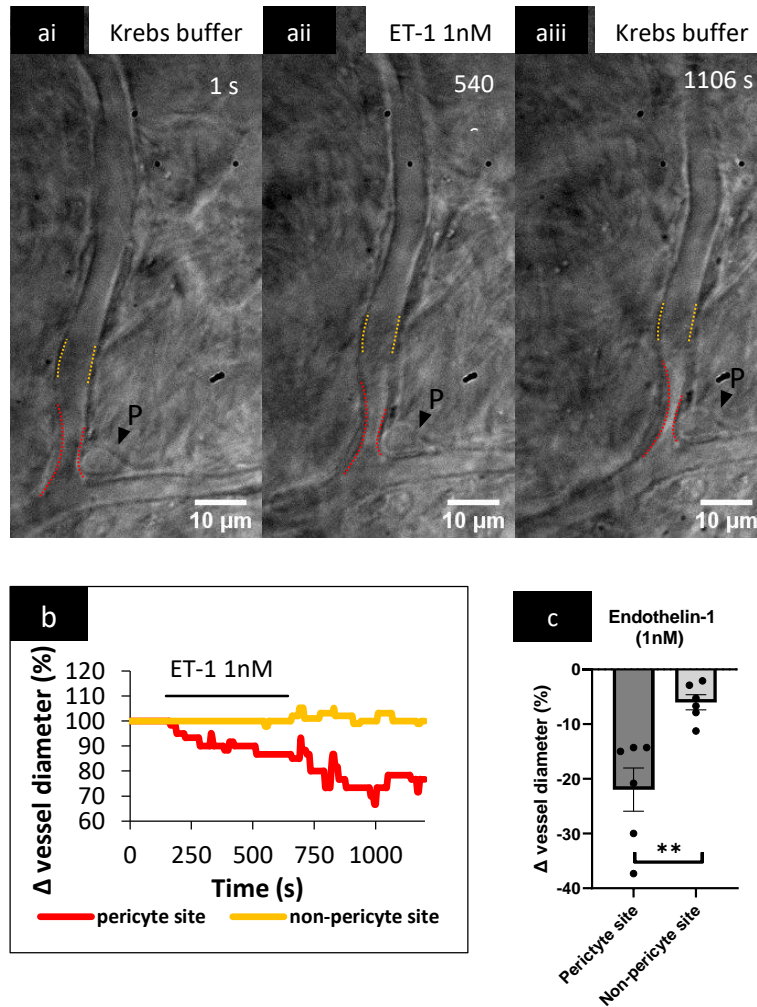 ai Krebs buffer
1 s
P
10 µm
aii ET-1 1nM
540
P
10 µm
aiii Krebs buffer
1106 s
P
10 µm
b
Δ vessel diameter (%)
120
110
100
90
80
70
60
ET-1 1nM
0 250 500 750 1000
Time (s)
pericyte site non-pericyte site
c
Endothelin-1
(1nM)
Δ vessel diameter (%)
0
-10
-20
-30
-40
**
Perictyte site
Non-pericyte site